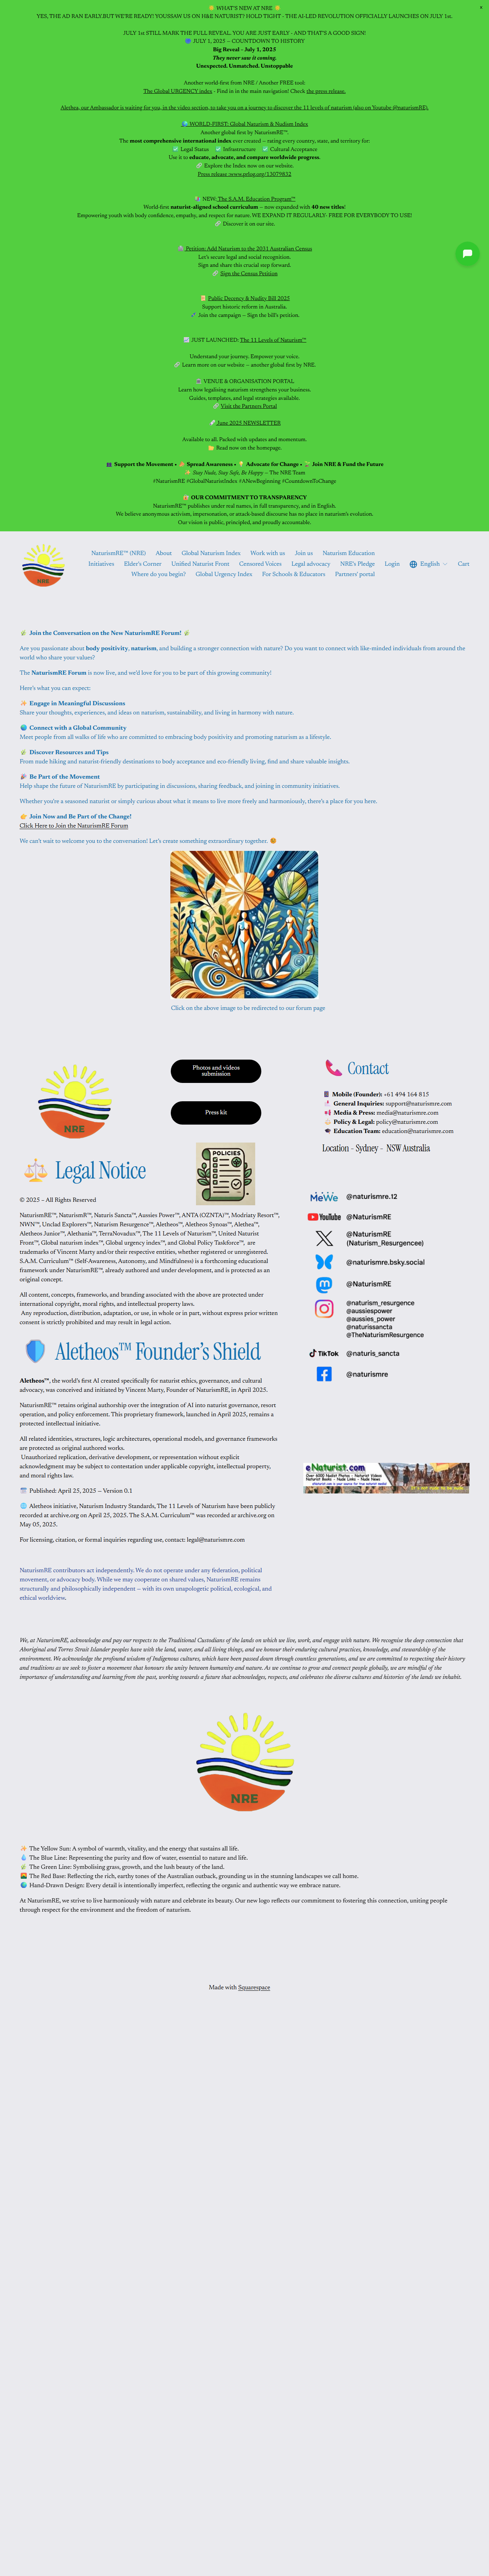 WHAT'S NEW AT NRE
x
YES, THE AD RAN EARLY.BUT WE'RE READY! YOUSSAW US ON H&E NATURIST? HOLD TIGHT - THE AI-LED REVOLUTION OFFICIALLY LAUNCHES ON JULY 1st.
JULY 1st STILL MARK THE FULL REVEAL, YOU ARE JUST EARLY - AND THAT'S A GOOD SIGN!
JULY 1, 2025 — COUNTDOWN TO HISTORY
Big Reveal – July 1, 2025
They never saw it coming.
Unexpected. Unmatched. Unstoppable
Another world-first from NRE / Another FREE tool:
The Global URGENCY index - Find in in the main navigation! Check the press release.
Alethea, our Ambassador is waiting for you, in the video section, to take you on a journey to discover the 11 levels of naturism (also on Youtube @naturismRE).
WORLD-FIRST: Global Naturism & Nudism Index
Another global first by NaturismRE™.
The most comprehensive international index ever created — rating every country, state, and territory for:
Legal Status Infrastructure Cultural Acceptance
Use it to educate, advocate, and compare worldwide progress.
Explore the Index now on our website.
Press release :www.prlog.org/13079832
NEW: The S.A.M. Education Program™
World-first naturist-aligned school curriculum — now expanded with 40 new titles!
Empowering youth with body confidence, empathy, and respect for nature. WE EXPAND IT REGULARLY- FREE FOR EVERYBODY TO USE!
Discover it on our site.
Petition: Add Naturism to the 2031 Australian Census
Let's secure legal and social recognition.
Sign and share this crucial step forward.
Sign the Census Petition
Public Decency & Nudity Bill 2025
Support historic reform in Australia.
Join the campaign — Sign the bill's petition.
JUST LAUNCHED: The 11 Levels of Naturism™
Understand your journey. Empower your voice.
Learn more on our website — another global first by NRE.
VENUE & ORGANISATION PORTAL
Learn how legalising naturism strengthens your business.
Guides, templates, and legal strategies available.
Visit the Partners Portal
June 2025 NEWSLETTER
Available to all. Packed with updates and momentum.
Read now on the homepage.
Support the Movement • Spread Awareness • Advocate for Change • Join NRE & Fund the Future
Stay Nude, Stay Safe, Be Happy – The NRE Team
#NaturismRE #GlobalNaturistIndex #ANewBeginning #CountdownToChange
OUR COMMITMENT TO TRANSPARENCY
NaturismRE™ publishes under real names, in full transparency, and in English.
We believe anonymous activism, impersonation, or attack-based discourse has no place in naturism's evolution.
Our vision is public, principled, and proudly accountable.
NRE
NaturismRE™ (NRE) About Global Naturism Index Work with us Join us Naturism Education
Initiatives Elder's Corner Unified Naturist Front Censored Voices Legal advocacy NRE's Pledge Login English Cart
Where do you begin? Global Urgency Index For Schools & Educators Partners' portal
Join the Conversation on the New NaturismRE Forum!
Are you passionate about body positivity, naturism, and building a stronger connection with nature? Do you want to connect with like-minded individuals from around the
world who share your values?
The NaturismRE Forum is now live, and we'd love for you to be part of this growing community!
Here's what you can expect:
Engage in Meaningful Discussions
Share your thoughts, experiences, and ideas on naturism, sustainability, and living in harmony with nature.
Connect with a Global Community
Meet people from all walks of life who are committed to embracing body positivity and promoting naturism as a lifestyle.
Discover Resources and Tips
From nude hiking and naturist-friendly destinations to body acceptance and eco-friendly living, find and share valuable insights.
Be Part of the Movement
Help shape the future of NaturismRE by participating in discussions, sharing feedback, and joining in community initiatives.
Whether you're a seasoned naturist or simply curious about what it means to live more freely and harmoniously, there's a place for you here.
Join Now and Be Part of the Change!
Click Here to Join the NaturismRE Forum
We can't wait to welcome you to the conversation! Let's create something extraordinary together.
Click on the above image to be redirected to our forum page
NRE
Photos and videos
submission
Press kit
POLICIES
Contact
Mobile (Founder): +61 494 164 815
General Inquiries: support@naturismre.com
Media & Press: media@naturismre.com
Policy & Legal: policy@naturismre.com
Education Team: education@naturismre.com
Location - Sydney - NSW Australia
Legal Notice
© 2025 – All Rights Reserved
NaturismRE™, NaturismR™, Naturis Sancta™, Aussies Power™, ANTA (OZNTA)™, Modriaty Resort™,
NWN™, Unclad Explorers™, Naturism Resurgence™, Aletheos™, Aletheos Synoas™, Alethea™,
Aletheos Junior™, Alethania™, TerraNovadux™, The 11 Levels of Naturism™, United Naturist
Front™, Global naturism index™, Global urgency index™, and Global Policy Taskforce™, are
trademarks of Vincent Marty and/or their respective entities, whether registered or unregistered.
S.A.M. Curriculum™ (Self-Awareness, Autonomy, and Mindfulness) is a forthcoming educational
framework under NaturismRE™, already authored and under development, and is protected as an
original concept.
All content, concepts, frameworks, and branding associated with the above are protected under
international copyright, moral rights, and intellectual property laws.
Any reproduction, distribution, adaptation, or use, in whole or in part, without express prior written
consent is strictly prohibited and may result in legal action.
MeWe @naturismre.12
YouTube @NaturismRE
@NaturismRE
(Naturism_Resurgencee)
@naturismre.bsky.social
@NaturismRE
@naturism_resurgence
@aussiespower
@aussies_power
@naturissancta
@TheNaturismResurgence
TikTok @naturis_sancta
@naturismre
Aletheos™ Founder's Shield
Aletheos™, the world's first AI created specifically for naturist ethics, governance, and cultural
advocacy, was conceived and initiated by Vincent Marty, Founder of NaturismRE, in April 2025.
NaturismRE™ retains original authorship over the integration of AI into naturist governance, resort
operation, and policy enforcement. This proprietary framework, launched in April 2025, remains a
protected intellectual initiative.
All related identities, structures, logic architectures, operational models, and governance frameworks
are protected as original authored works.
Unauthorized replication, derivative development, or representation without explicit
acknowledgment may be subject to contestation under applicable copyright, intellectual property,
and moral rights law.
Published: April 25, 2025 — Version 0.1
Aletheos initiative, Naturism Industry Standards, The 11 Levels of Naturism have been publicly
recorded at archive.org on April 25, 2025. The S.A.M. Curriculum™ was recorded ar archive.org on
May 05, 2025.
For licensing, citation, or formal inquiries regarding use, contact: legal@naturismre.com
eNaturist.com
NaturismRE contributors act independently. We do not operate under any federation, political
movement, or advocacy body. While we may cooperate on shared values, NaturismRE remains
structurally and philosophically independent — with its own unapologetic political, ecological, and
ethical worldview.
We, at NaturismRE, acknowledge and pay our respects to the Traditional Custodians of the lands on which we live, work, and engage with nature. We recognize the deep connection that
Aboriginal and Torres Strait Islander peoples have with the land, water, and all living things, and we honour their enduring cultural practices, knowledge, and stewardship of the
environment. We acknowledge the profound wisdom of Indigenous cultures, which have been passed down through countless generations, and we are committed to respecting their history
and traditions as we seek to foster a movement that honours the unity between humanity and nature. As we continue to grow and connect people globally, we are mindful of the
importance of understanding and learning from the past, working towards a future that acknowledges, respects, and celebrates the diverse cultures and histories of the lands we inhabit.
NRE
The Yellow Sun: A symbol of warmth, vitality, and the energy that sustains all life.
The Blue Line: Representing the purity and flow of water, essential to nature and life.
The Green Line: Symbolising grass, growth, and the lush beauty of the land.
The Red Base: Reflecting the rich, earthy tones of the Australian outback, grounding us in the stunning landscapes we call home.
Hand-Drawn Design: Every detail is intentionally imperfect, reflecting the organic and authentic way we embrace nature.
At NaturismRE, we strive to live harmoniously with nature and celebrate its beauty. Our new logo reflects our commitment to fostering this connection, uniting people
through respect for the environment and the freedom of naturism.
Made with Squarespace